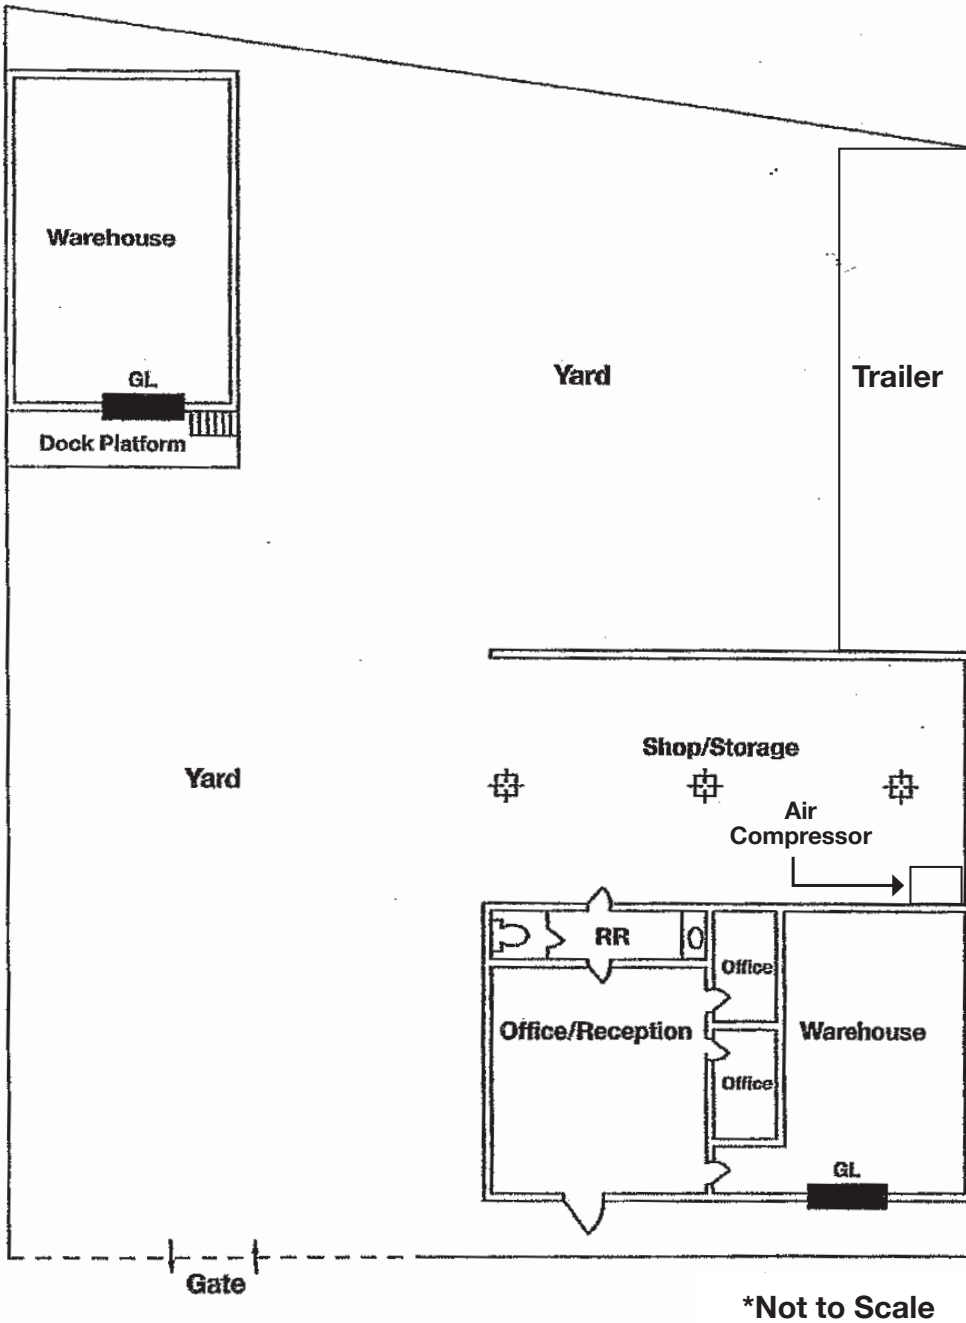 Warehouse
GL
Dock Platform
Yard
Trailer
Yard
Shop/Storage
Air
Compressor
RR
Office
Office/Reception
Warehouse
Office
GL
Gate
*Not to Scale